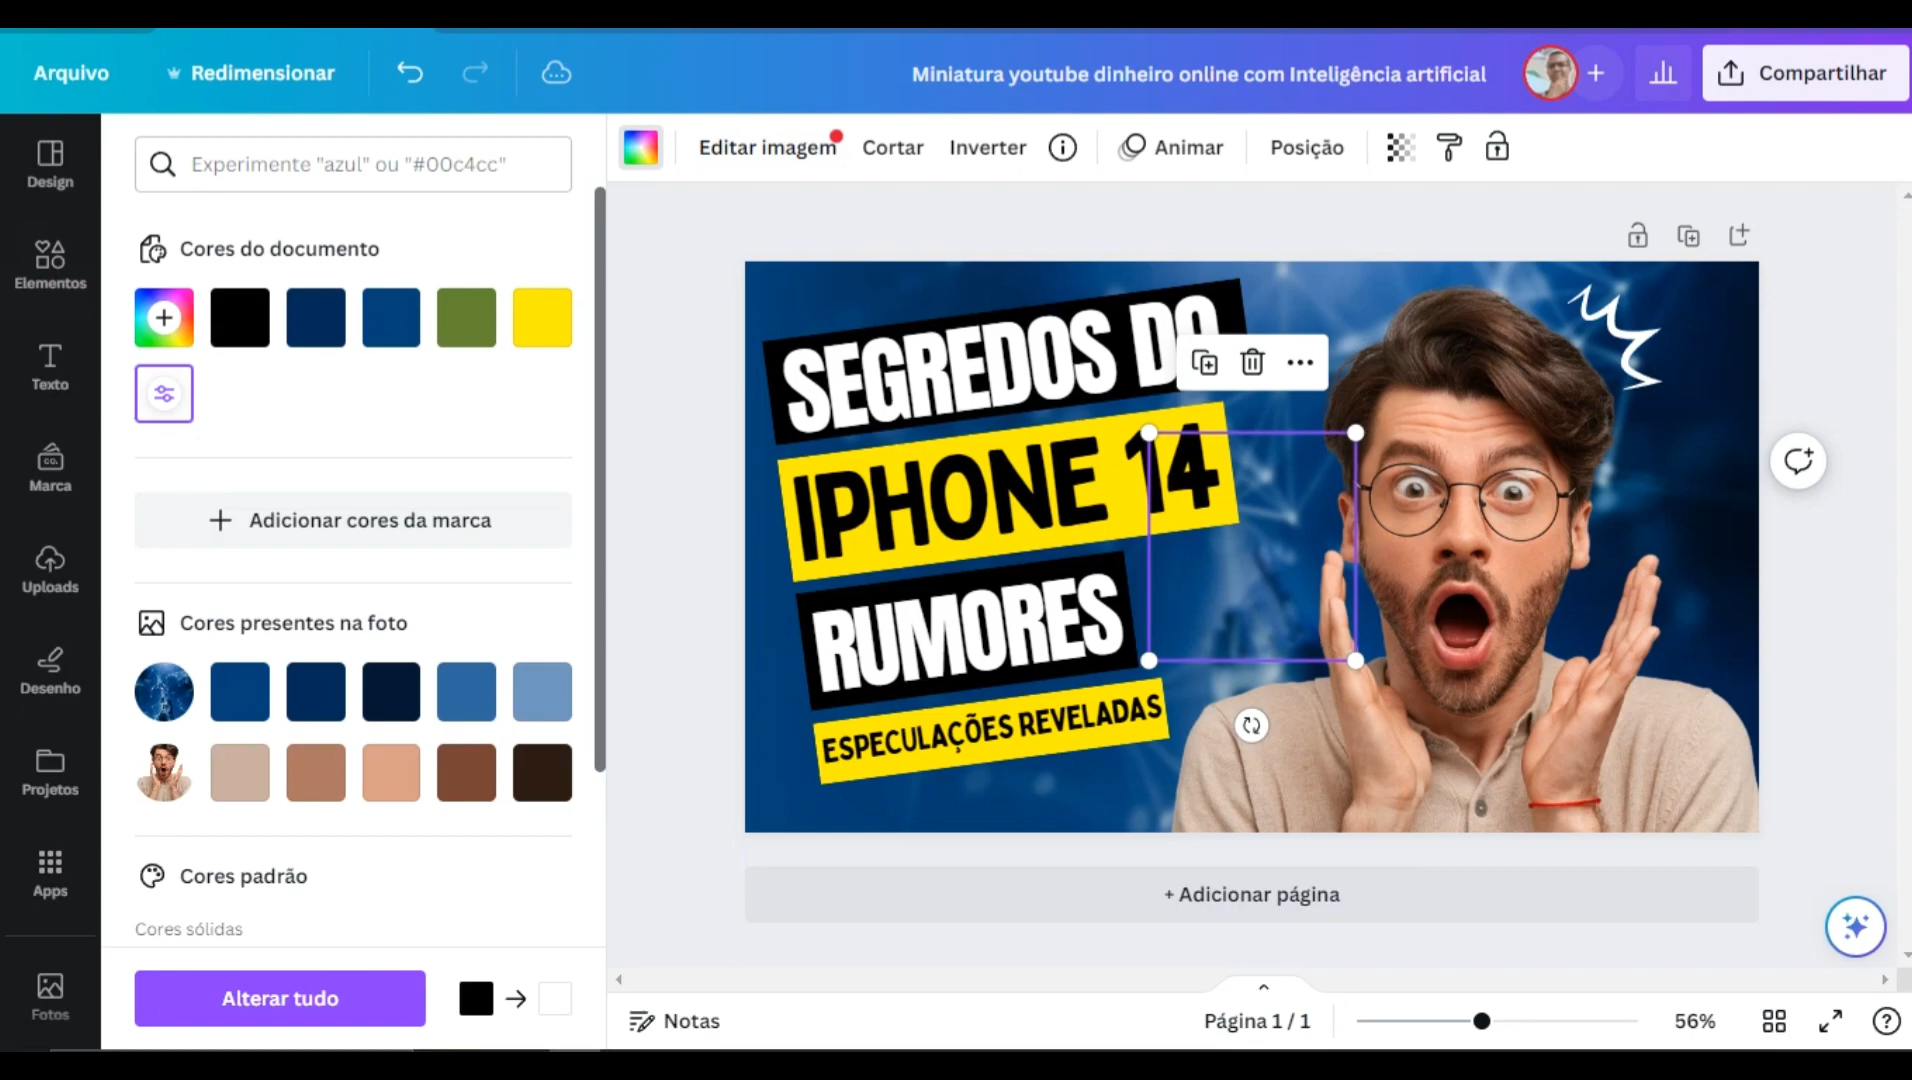 Arquivo
Redimensionar
Miniatura youtube dinheiro online com Inteligência artificial
Compartilhar
Design
Elementos
Texto
CO.
Marca
Uploads
Desenho
Projetos
Apps
Fotos
Experimente "azul" ou "#00c4cc"
Cores do documento
Adicionar cores da marca
Cores presentes na foto
Cores padrão
Cores sólidas
Alterar tudo
Editar imagem
Cortar
Inverter
Animar
Posição
SEGREDOS DO
IPHONE 14
RUMORES
ESPECULAÇÕES REVELADAS
+ Adicionar página
Notas
Página 1 / 1
56%